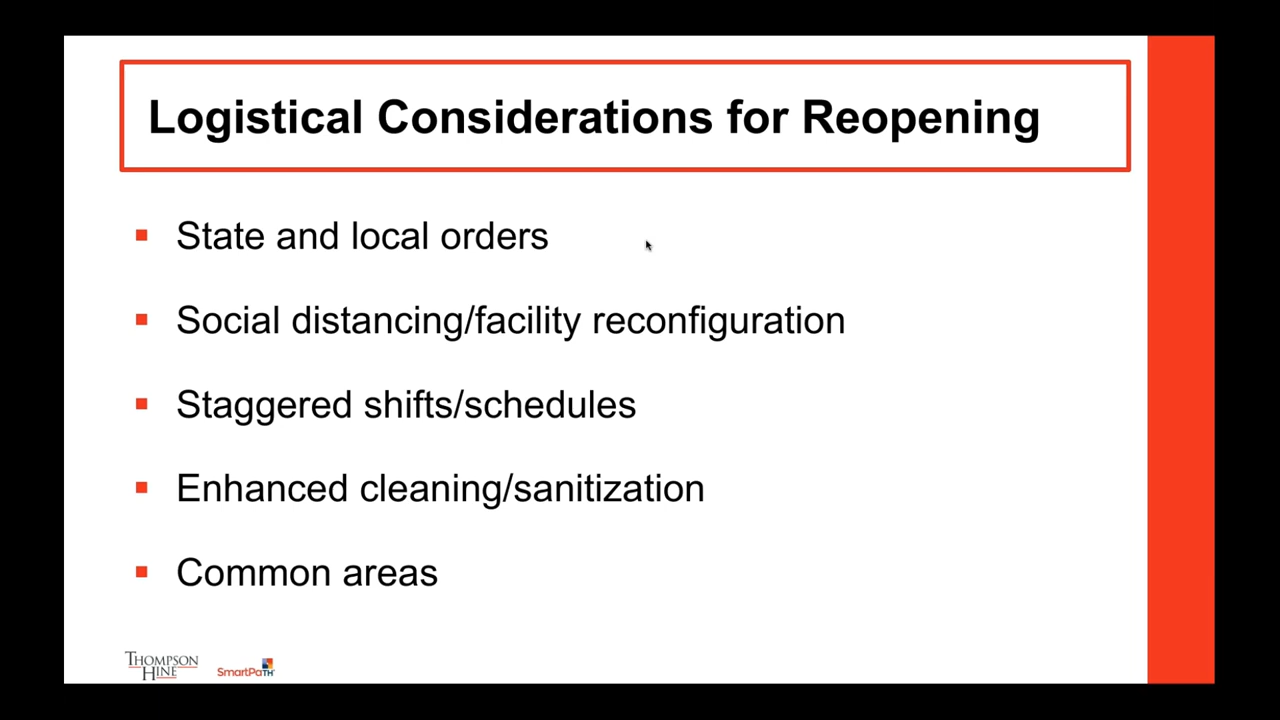 Logistical Considerations for Reopening
State and local orders
Social distancing/facility reconfiguration
Staggered shifts/schedules
Enhanced cleaning/sanitization
Common areas
THOMPSON
HINE
SmartPaTH